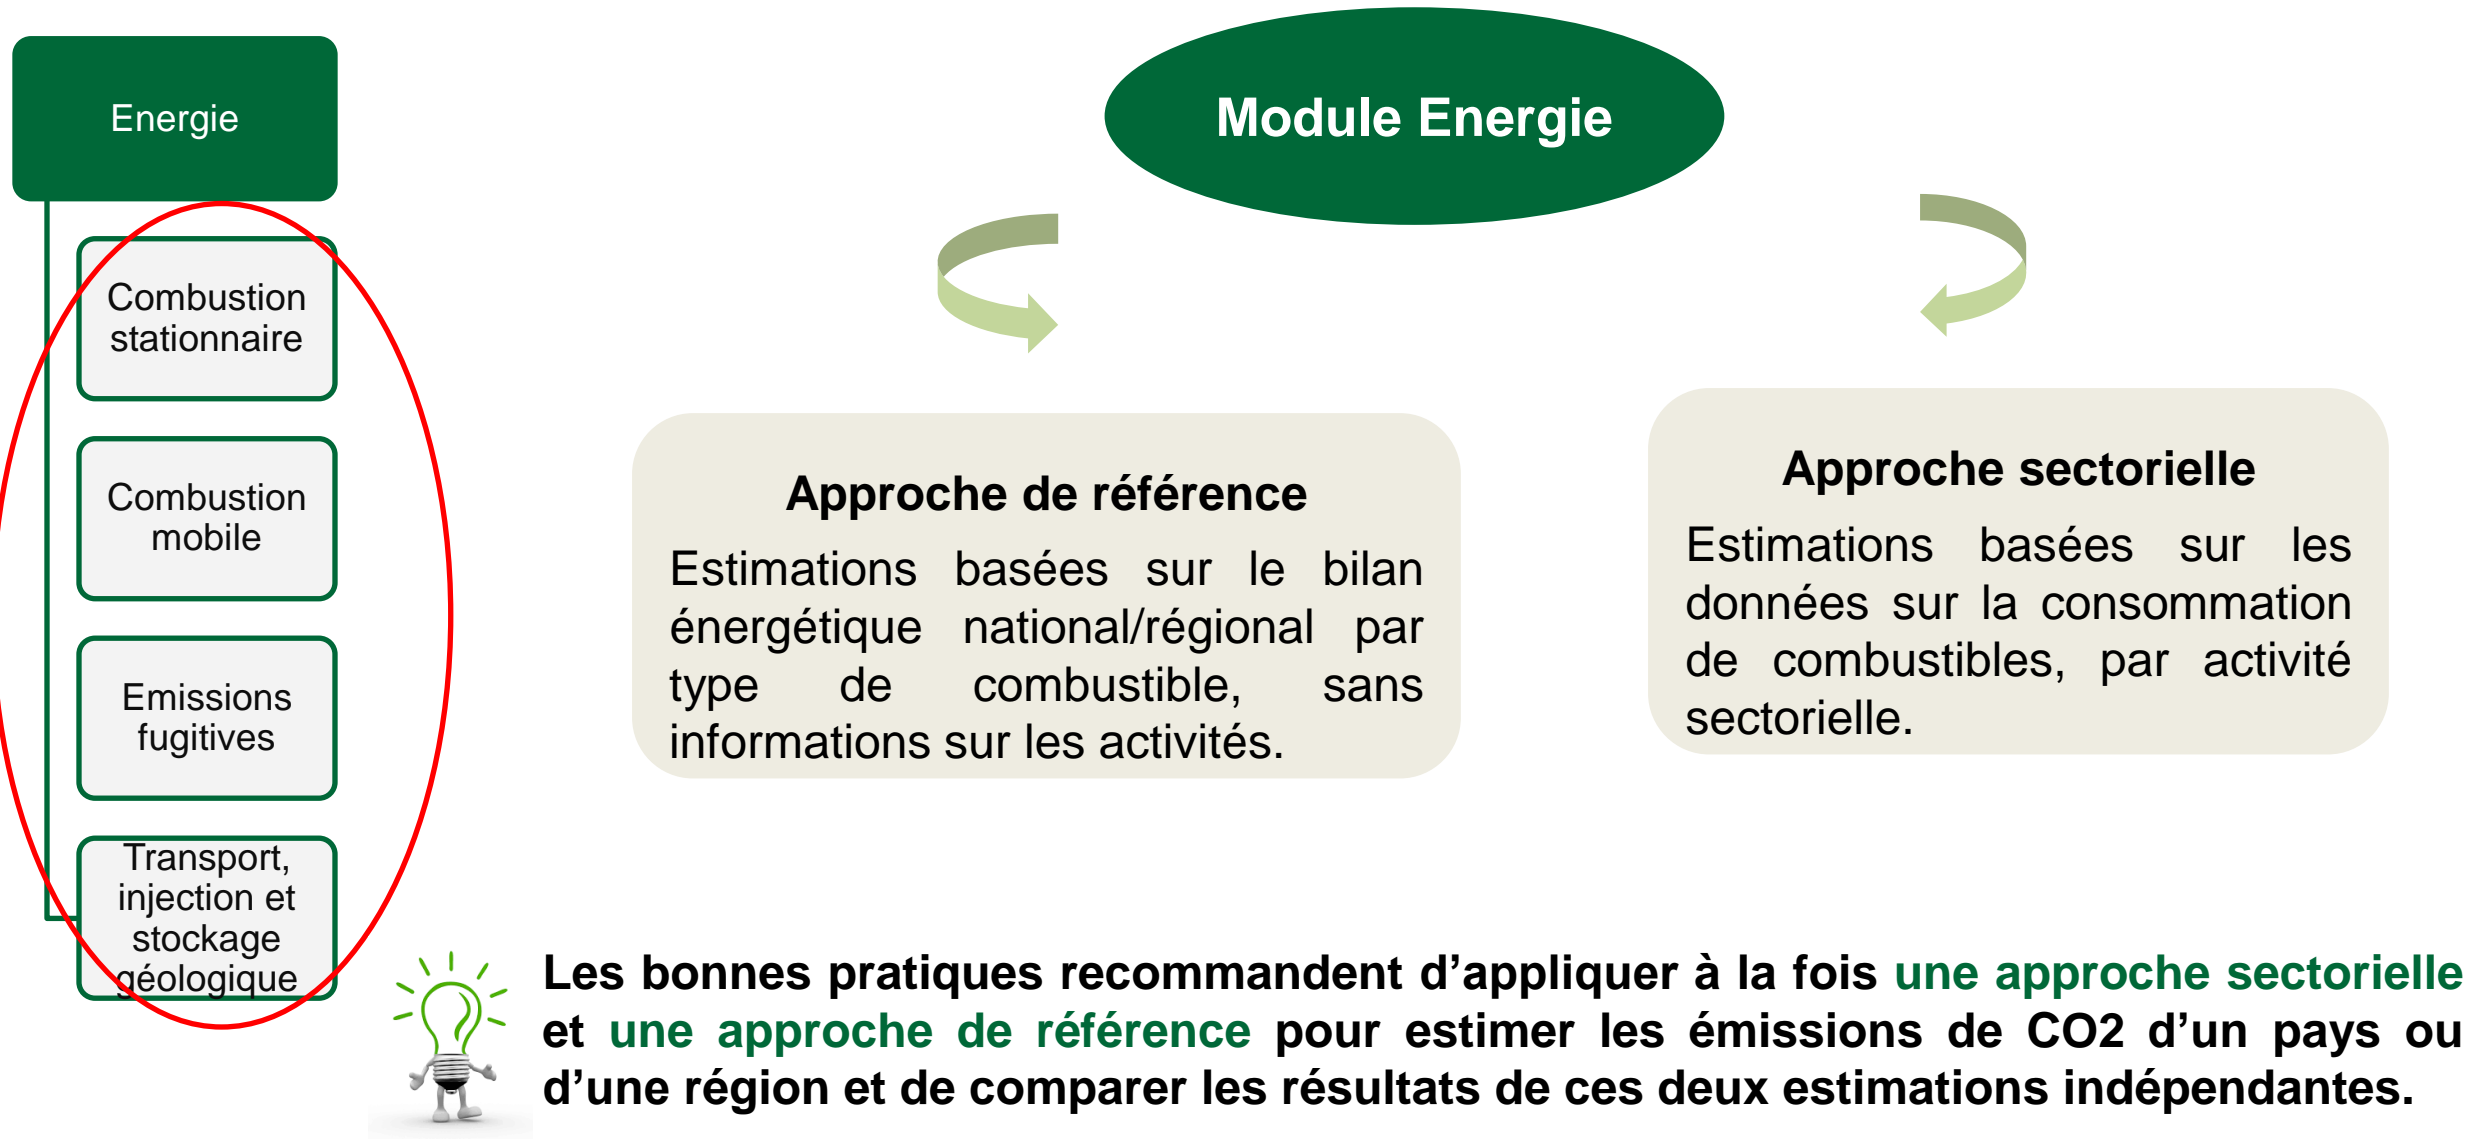 Energie
Combustion
stationnaire
Combustion
mobile
Emissions
fugitives
Transport,
injection et
stockage
géologique
Module Energie
Approche de référence
Estimations basées sur le bilan
énergétique national/régional par
type de combustible, sans
informations sur les activités.
Approche sectorielle
Estimations basées sur les
données sur la consommation
de combustibles, par activité
sectorielle.
Les bonnes pratiques recommandent d’appliquer à la fois une approche sectorielle
et une approche de référence pour estimer les émissions de CO2 d’un pays ou
d’une région et de comparer les résultats de ces deux estimations indépendantes.